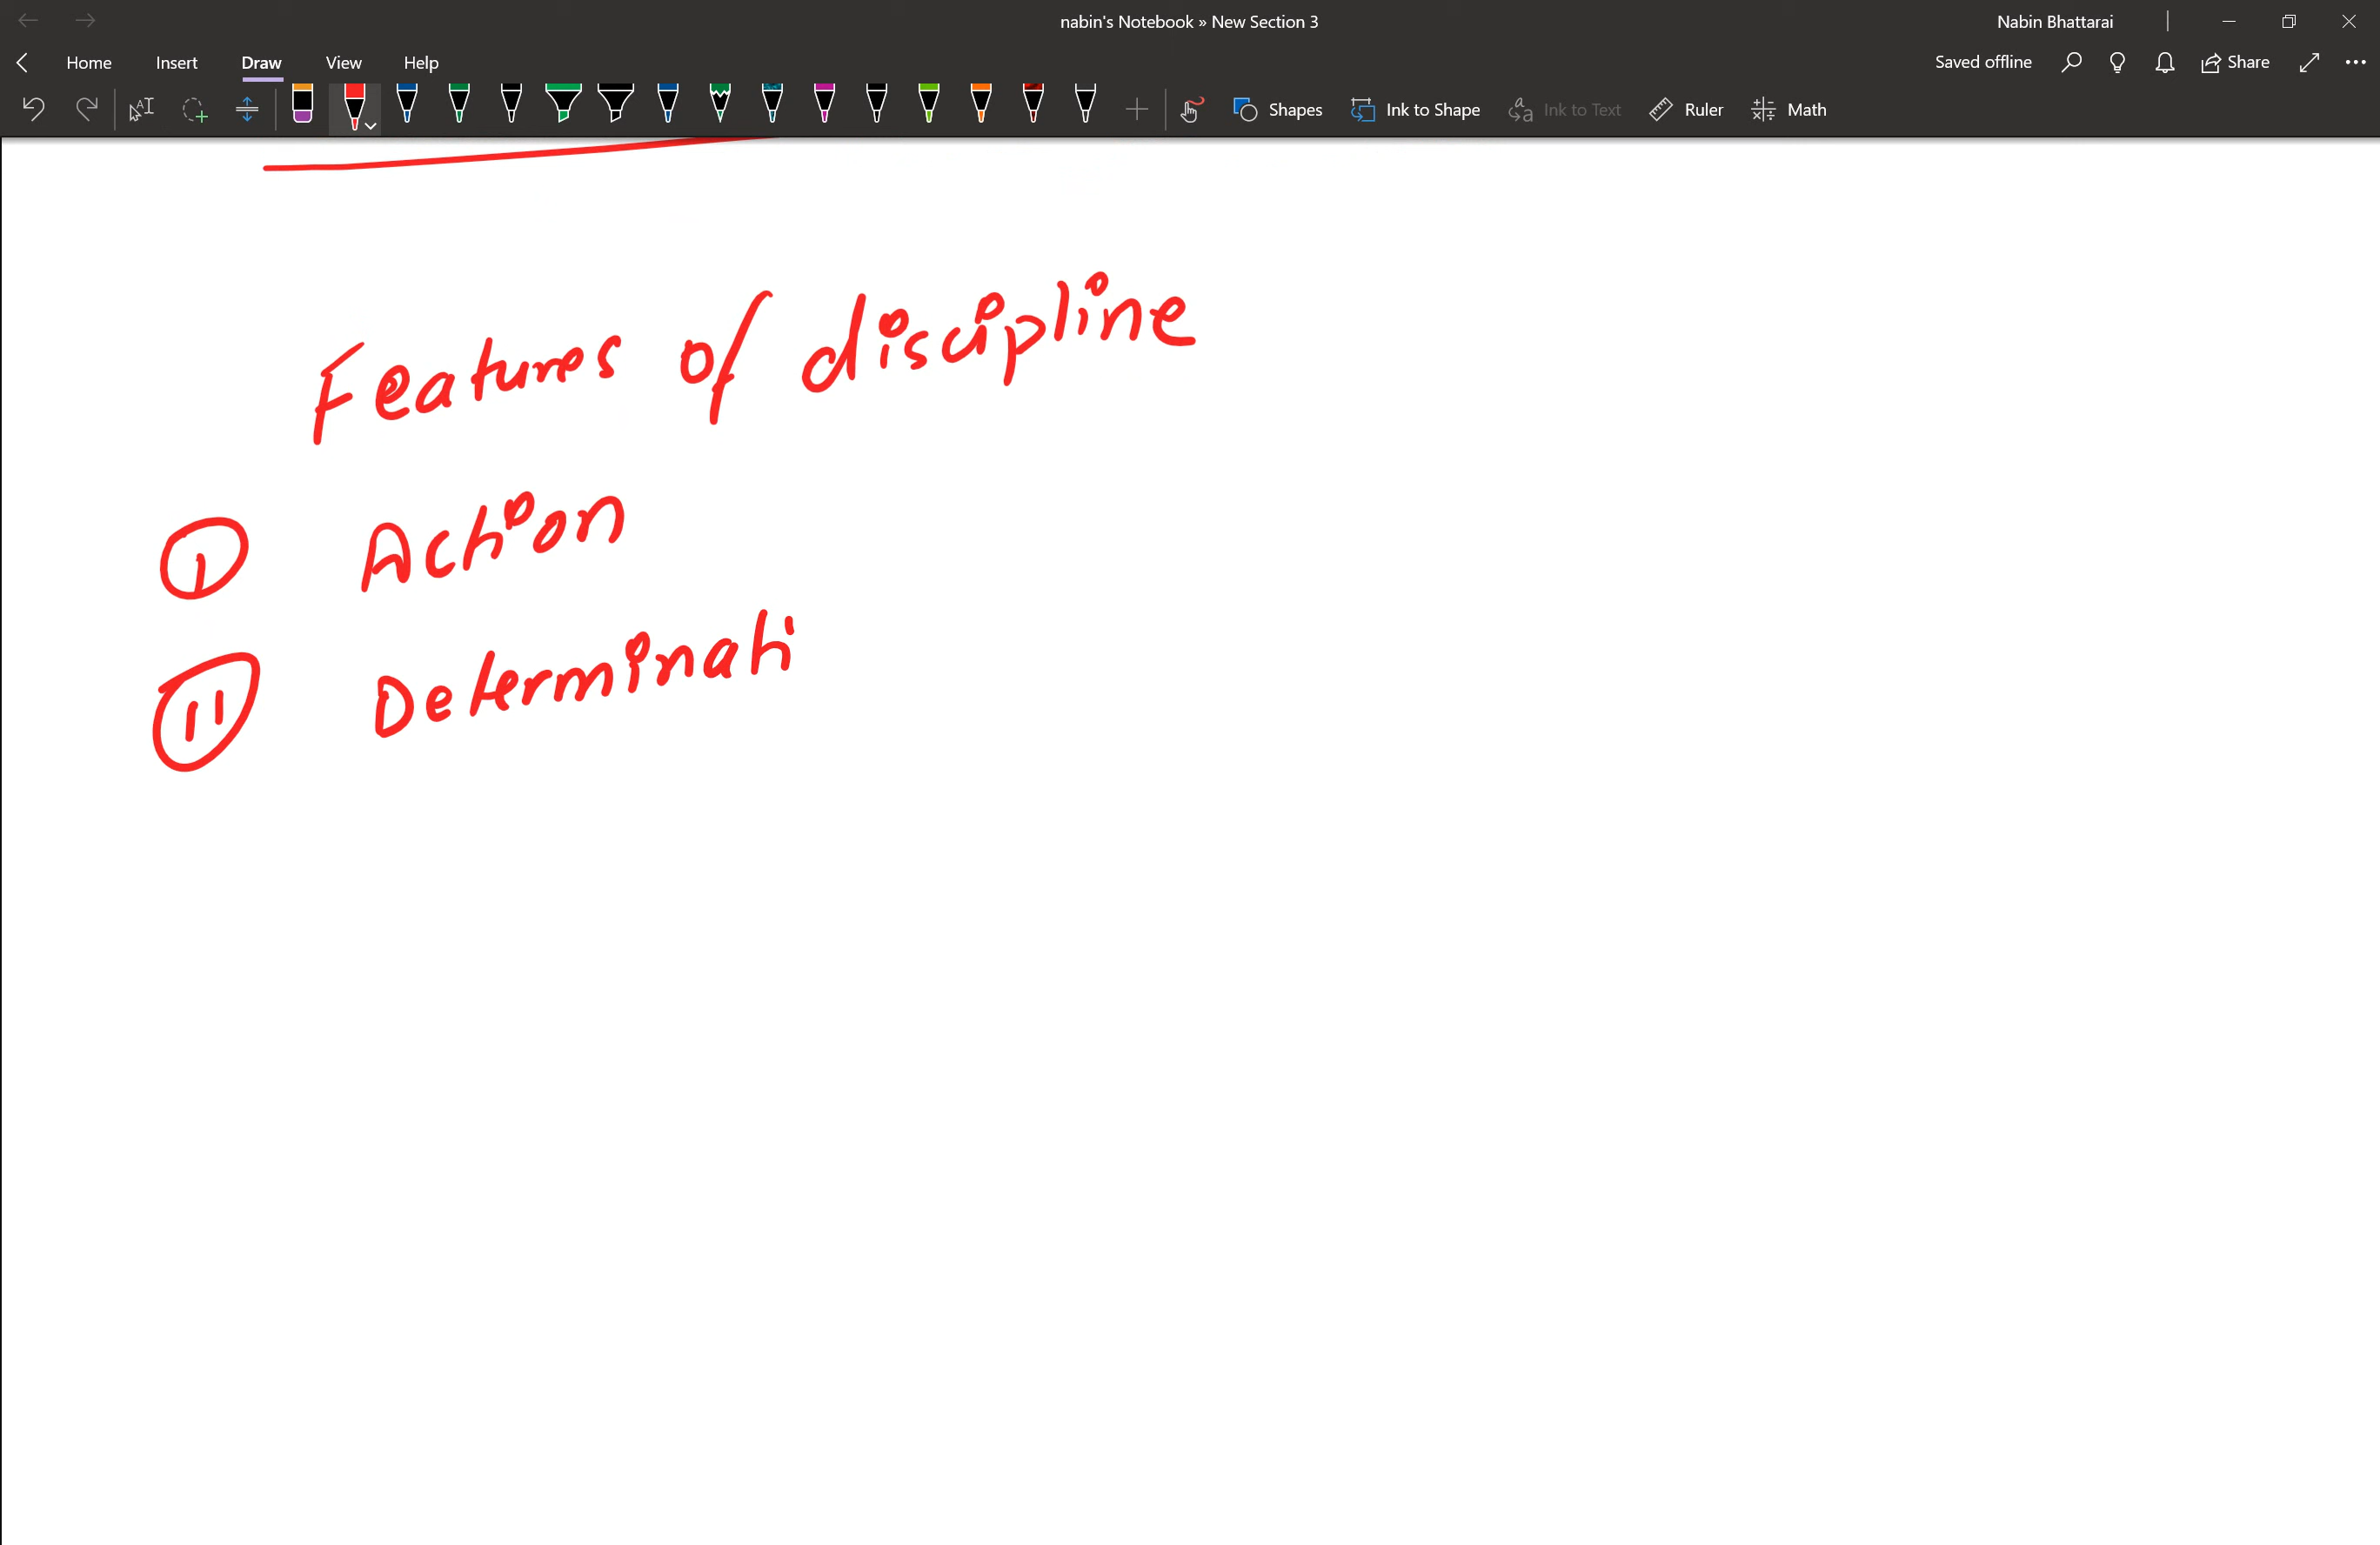 nabin's Notebook » New Section 3
Nabin Bhattarai
Home Insert Draw View Help
Saved offline
Share
Shapes
Ink to Shape
Ink to Text
Ruler
Math
Features of discipline
I Action
II Determinati